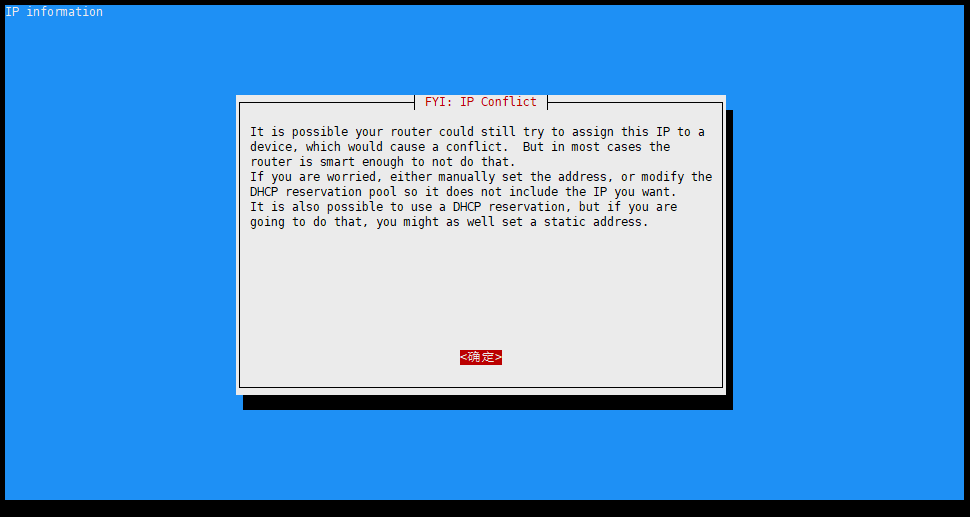 IP information
FYI: IP Conflict
It is possible your router could still try to assign this IP to a
device, which would cause a conflict.  But in most cases the
router is smart enough to not do that.
If you are worried, either manually set the address, or modify the
DHCP reservation pool so it does not include the IP you want.
It is also possible to use a DHCP reservation, but if you are
going to do that, you might as well set a static address.
<确定>